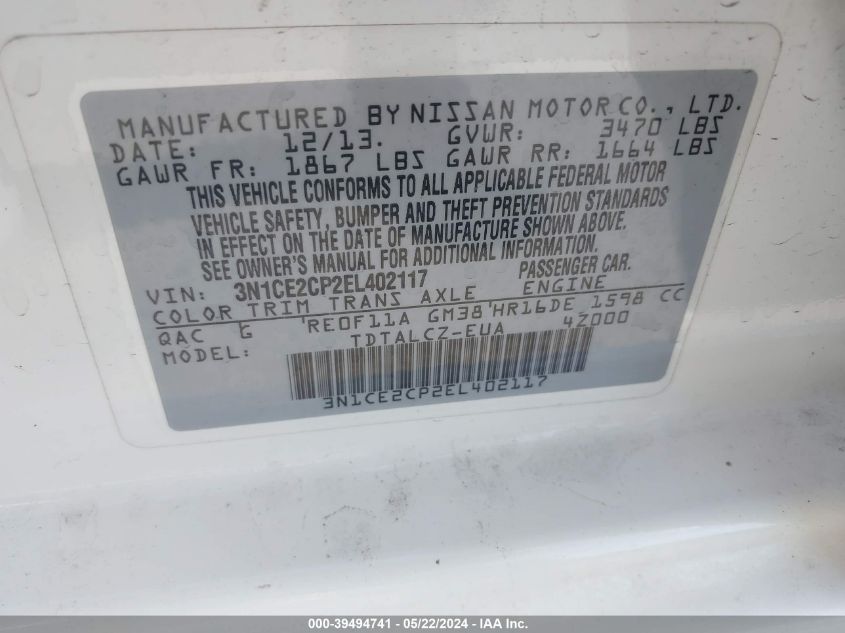 MANUFACTURED BY NISSAN MOTOR CO., LTD.
DATE: 12/13. GVWR: 3470 LBS
GAWR FR: 1867 LBS GAWR RR: 1664 LBS
THIS VEHICLE CONFORMS TO ALL APPLICABLE FEDERAL MOTOR
VEHICLE SAFETY, BUMPER AND THEFT PREVENTION STANDARDS
IN EFFECT ON THE DATE OF MANUFACTURE SHOWN ABOVE.
SEE OWNER'S MANUAL FOR ADDITIONAL INFORMATION.
VIN: 3N1CE2CP2EL402117 PASSENGER CAR.
COLOR TRIM TRANS AXLE ENGINE
QAC G 'RE0F11A GM38 'HR16DE 1598 CC
MODEL: TDTALCZ-EUA 4Z000
3N1CE2CP2EL402117
000-39494741 - 05/22/2024 - IAA Inc.